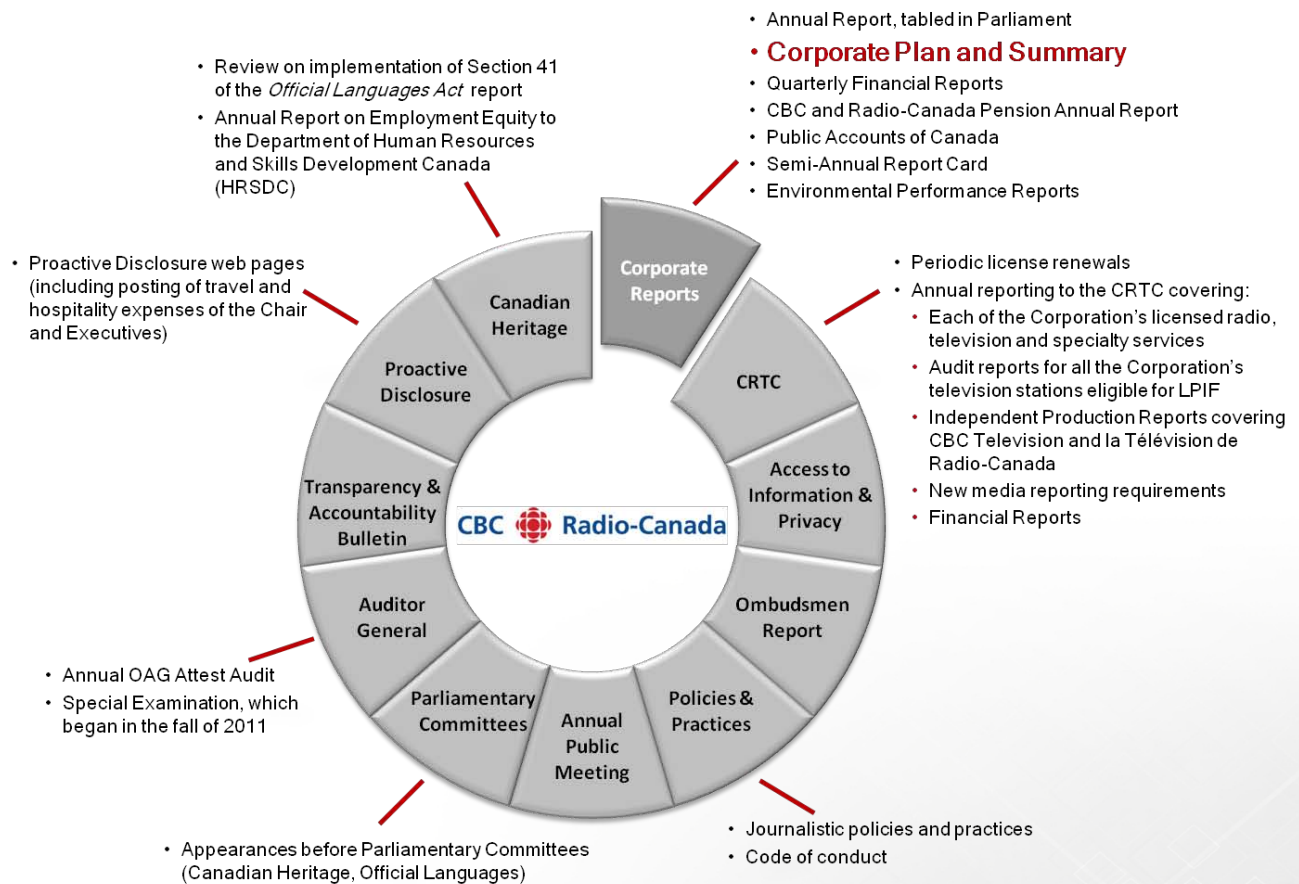 • Annual Report, tabled in Parliament
• Corporate Plan and Summary
• Quarterly Financial Reports
• CBC and Radio-Canada Pension Annual Report
• Public Accounts of Canada
• Semi-Annual Report Card
• Environmental Performance Reports
• Review on implementation of Section 41
of the Official Languages Act report
• Annual Report on Employment Equity to
the Department of Human Resources
and Skills Development Canada
(HRSDC)
• Proactive Disclosure web pages
(including posting of travel and
hospitality expenses of the Chair
and Executives)
• Periodic license renewals
• Annual reporting to the CRTC covering:
• Each of the Corporation's licensed radio,
television and specialty services
• Audit reports for all the Corporation's
television stations eligible for LPIF
• Independent Production Reports covering
CBC Television and la Télévision de
Radio-Canada
• New media reporting requirements
• Financial Reports
Corporate
Reports
CRTC
Access to
Information &
Privacy
Ombudsmen
Report
Policies &
Practices
Annual
Public
Meeting
Parliamentary
Committees
Auditor
General
Transparency &
Accountability
Bulletin
Proactive
Disclosure
Canadian
Heritage
CBC Radio-Canada
• Annual OAG Attest Audit
• Special Examination, which
began in the fall of 2011
• Appearances before Parliamentary Committees
(Canadian Heritage, Official Languages)
• Journalistic policies and practices
• Code of conduct